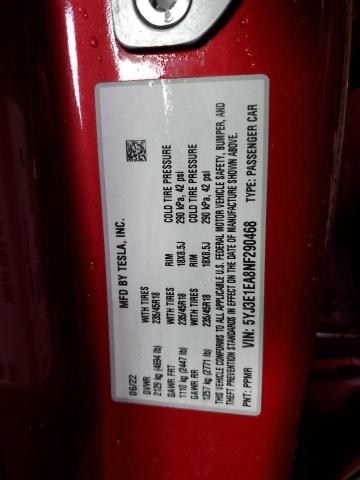 MFD BY TESLA, INC.
06/22
GVWR WITH TIRES RIM COLD TIRE PRESSURE
2129 kg (4694 lb) 235/45R18 18X8.5J 290 kPa, 42 psi
GAWR FRT WITH TIRES RIM COLD TIRE PRESSURE
1110 kg (2447 lb) 235/45R18 18X8.5J 290 kPa, 42 psi
GAWR RR
1257 kg (2771 lb)
THIS VEHICLE CONFORMS TO ALL APPLICABLE U.S. FEDERAL MOTOR VEHICLE SAFETY, BUMPER, AND
THEFT PREVENTION STANDARDS IN EFFECT ON THE DATE OF MANUFACTURE SHOWN ABOVE.
VIN: 5YJ3E1EA8NF290468
PNT: PPMR TYPE: PASSENGER CAR